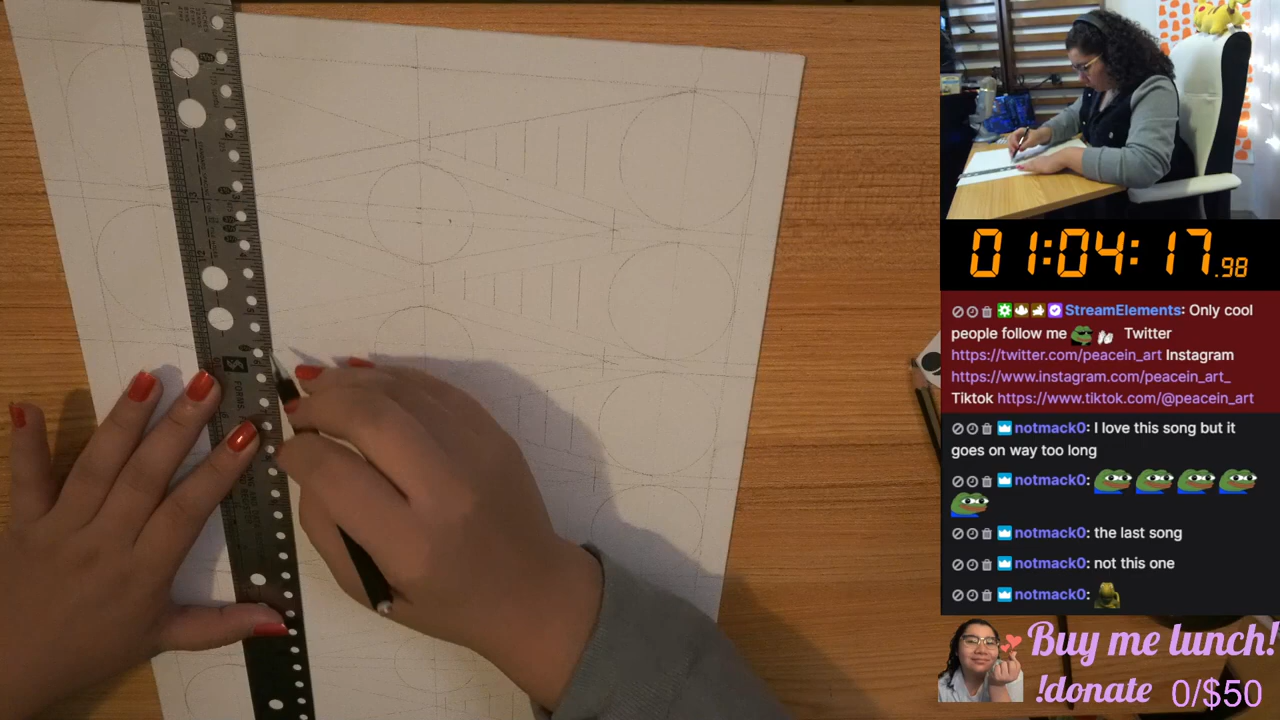 01:04:17.98
StreamElements: Only cool
people follow me Twitter
https://twitter.com/peacein_art Instagram
https://www.instagram.com/peacein_art_
Tiktok https://www.tiktok.com/@peacein_art
notmack0: I love this song but it
goes on way too long
notmack0:
notmack0: the last song
notmack0: not this one
notmack0:
Buy me lunch!
!donate 0/$50